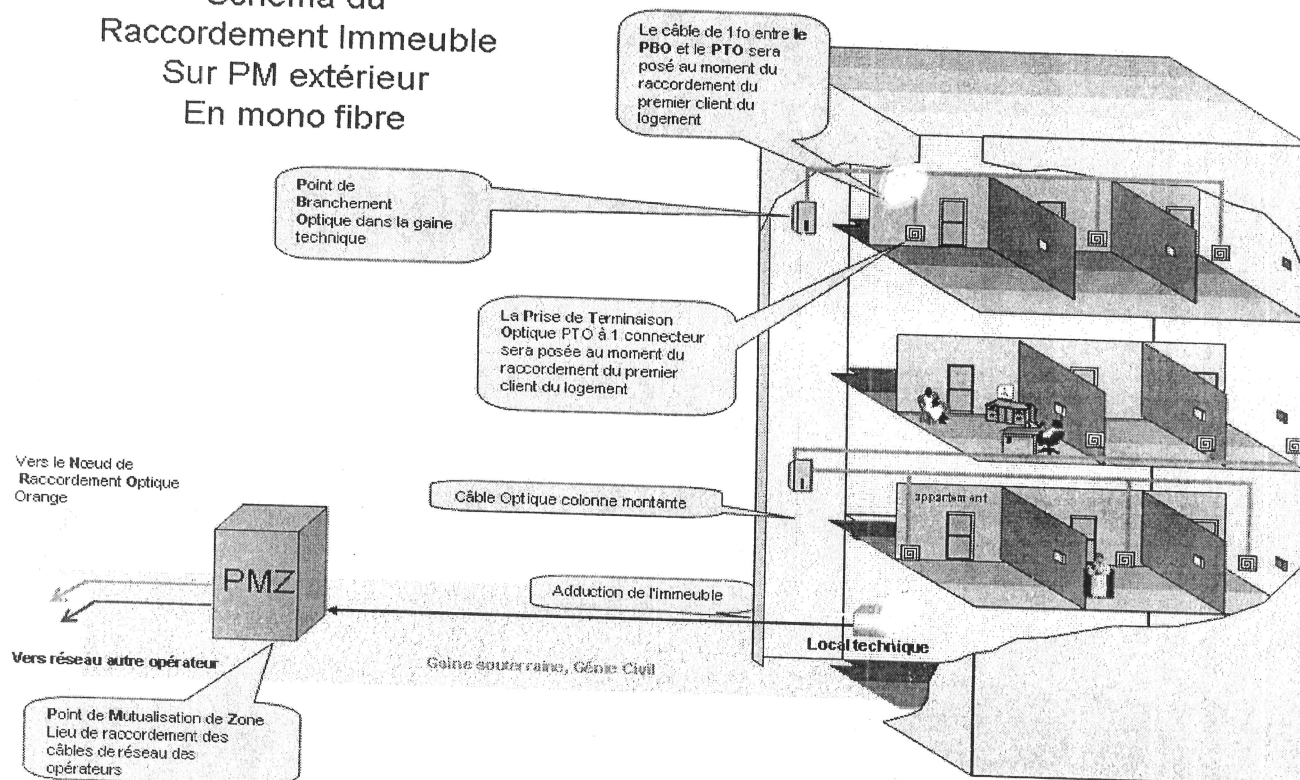 Schéma du
Raccordement Immeuble
Sur PM extérieur
En mono fibre
Le câble de 1 fo entre le
PBO et le PTO sera
posé au moment du
raccordement du
premier client du
logement
Point de
Branchement
Optique dans la gaine
technique
La Prise de Terminaison
Optique PTO à 1 connecteur
sera posée au moment du
raccordement du premier
client du logement
Vers le Nœud de
Raccordement Optique
Orange
Câble Optique colonne montante
appartement
PMZ
Adduction de l'immeuble
Local technique
Vers réseau autre opérateur
Gaine souterraine, Génie Civil
Point de Mutualisation de Zone
Lieu de raccordement des
câbles de réseau des
opérateurs